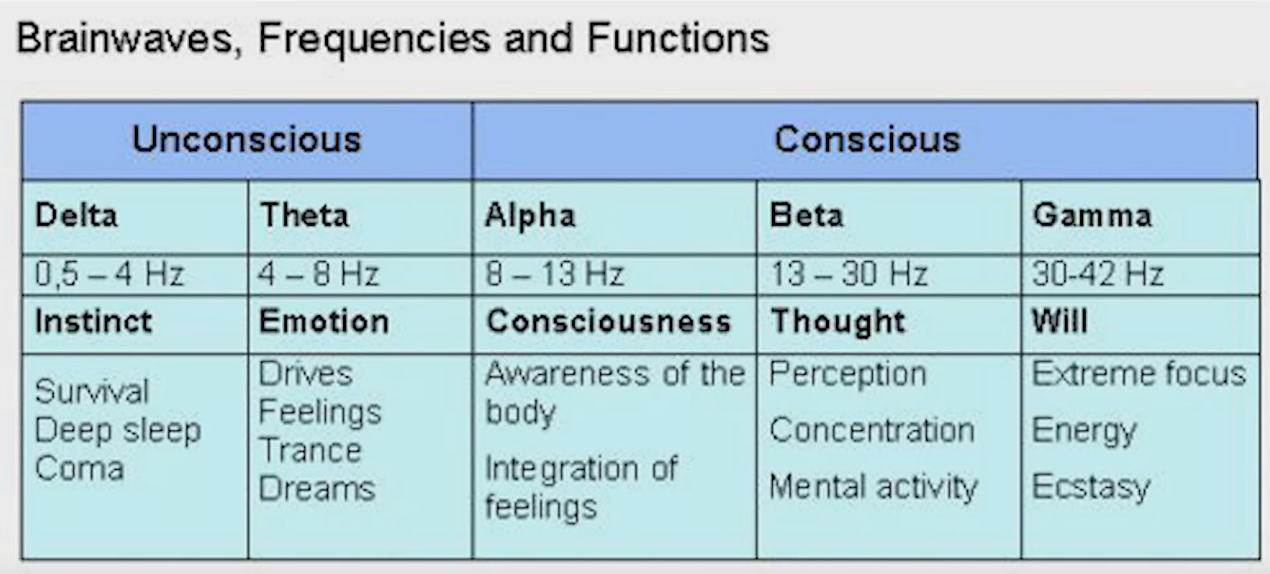 Brainwaves, Frequencies and Functions
Unconscious
Conscious
Delta
Theta
Alpha
Beta
Gamma
0,5 – 4 Hz
4 – 8 Hz
8 – 13 Hz
13 – 30 Hz
30-42 Hz
Instinct
Emotion
Consciousness
Thought
Will
Survival
Deep sleep
Coma
Drives
Feelings
Trance
Dreams
Awareness of the
body
Integration of
feelings
Perception
Concentration
Mental activity
Extreme focus
Energy
Ecstasy